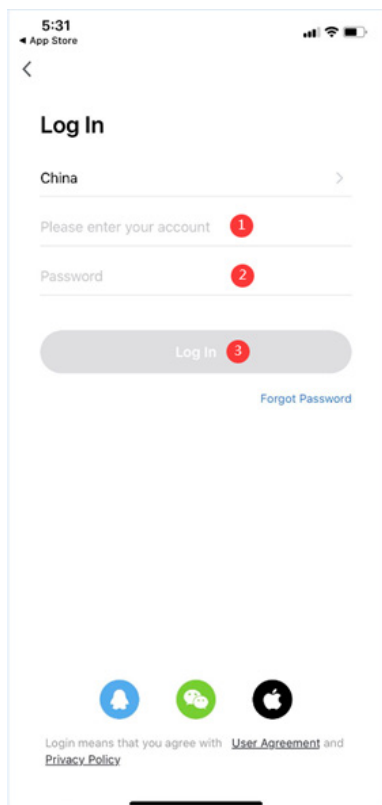 5:31
◀ App Store
Log In
China
Please enter your account 1
Password 2
Log In 3
Forgot Password
Login means that you agree with User Agreement and
Privacy Policy